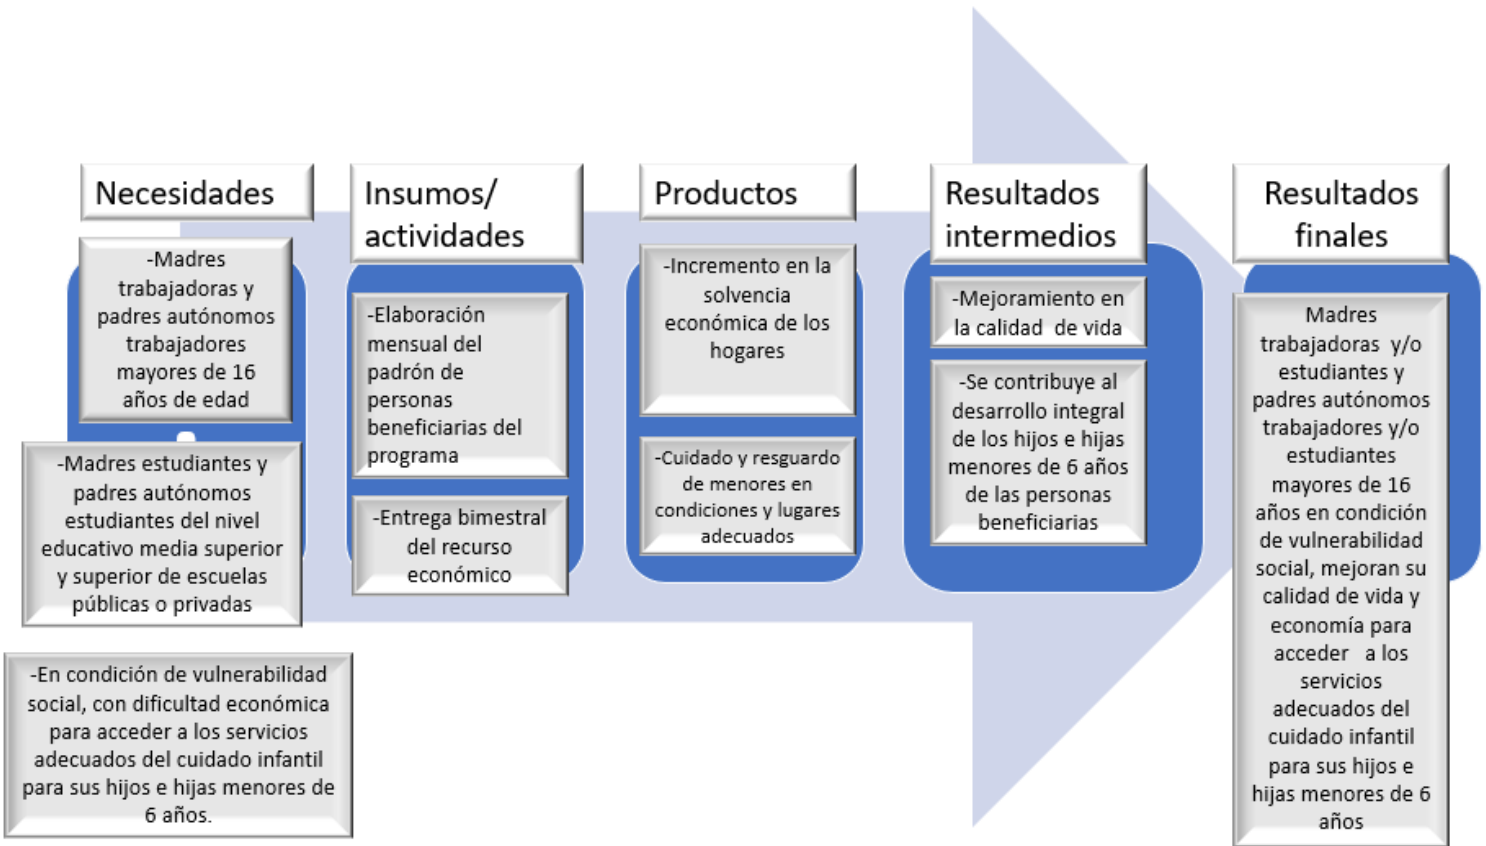 Necesidades
-Madres
trabajadoras y
padres autónomos
trabajadores
mayores de 16
años de edad
-Madres estudiantes y
padres autónomos
estudiantes del nivel
educativo media superior
y superior de escuelas
públicas o privadas
-En condición de vulnerabilidad
social, con dificultad económica
para acceder a los servicios
adecuados del cuidado infantil
para sus hijos e hijas menores de
6 años.
Insumos/
actividades
-Elaboración
mensual del
padrón de
personas
beneficiarias del
programa
-Entrega bimestral
del recurso
económico
Productos
-Incremento en la
solvencia
económica de los
hogares
-Cuidado y resguardo
de menores en
condiciones y lugares
adecuados
Resultados
intermedios
-Mejoramiento en
la calidad de vida
-Se contribuye al
desarrollo integral
de los hijos e hijas
menores de 6 años
de las personas
beneficiarias
Resultados
finales
Madres
trabajadoras y/o
estudiantes y
padres autónomos
trabajadores y/o
estudiantes
mayores de 16
años en condición
de vulnerabilidad
social, mejoran su
calidad de vida y
economía para
acceder a los
servicios
adecuados del
cuidado infantil
para sus hijos e
hijas menores de 6
años